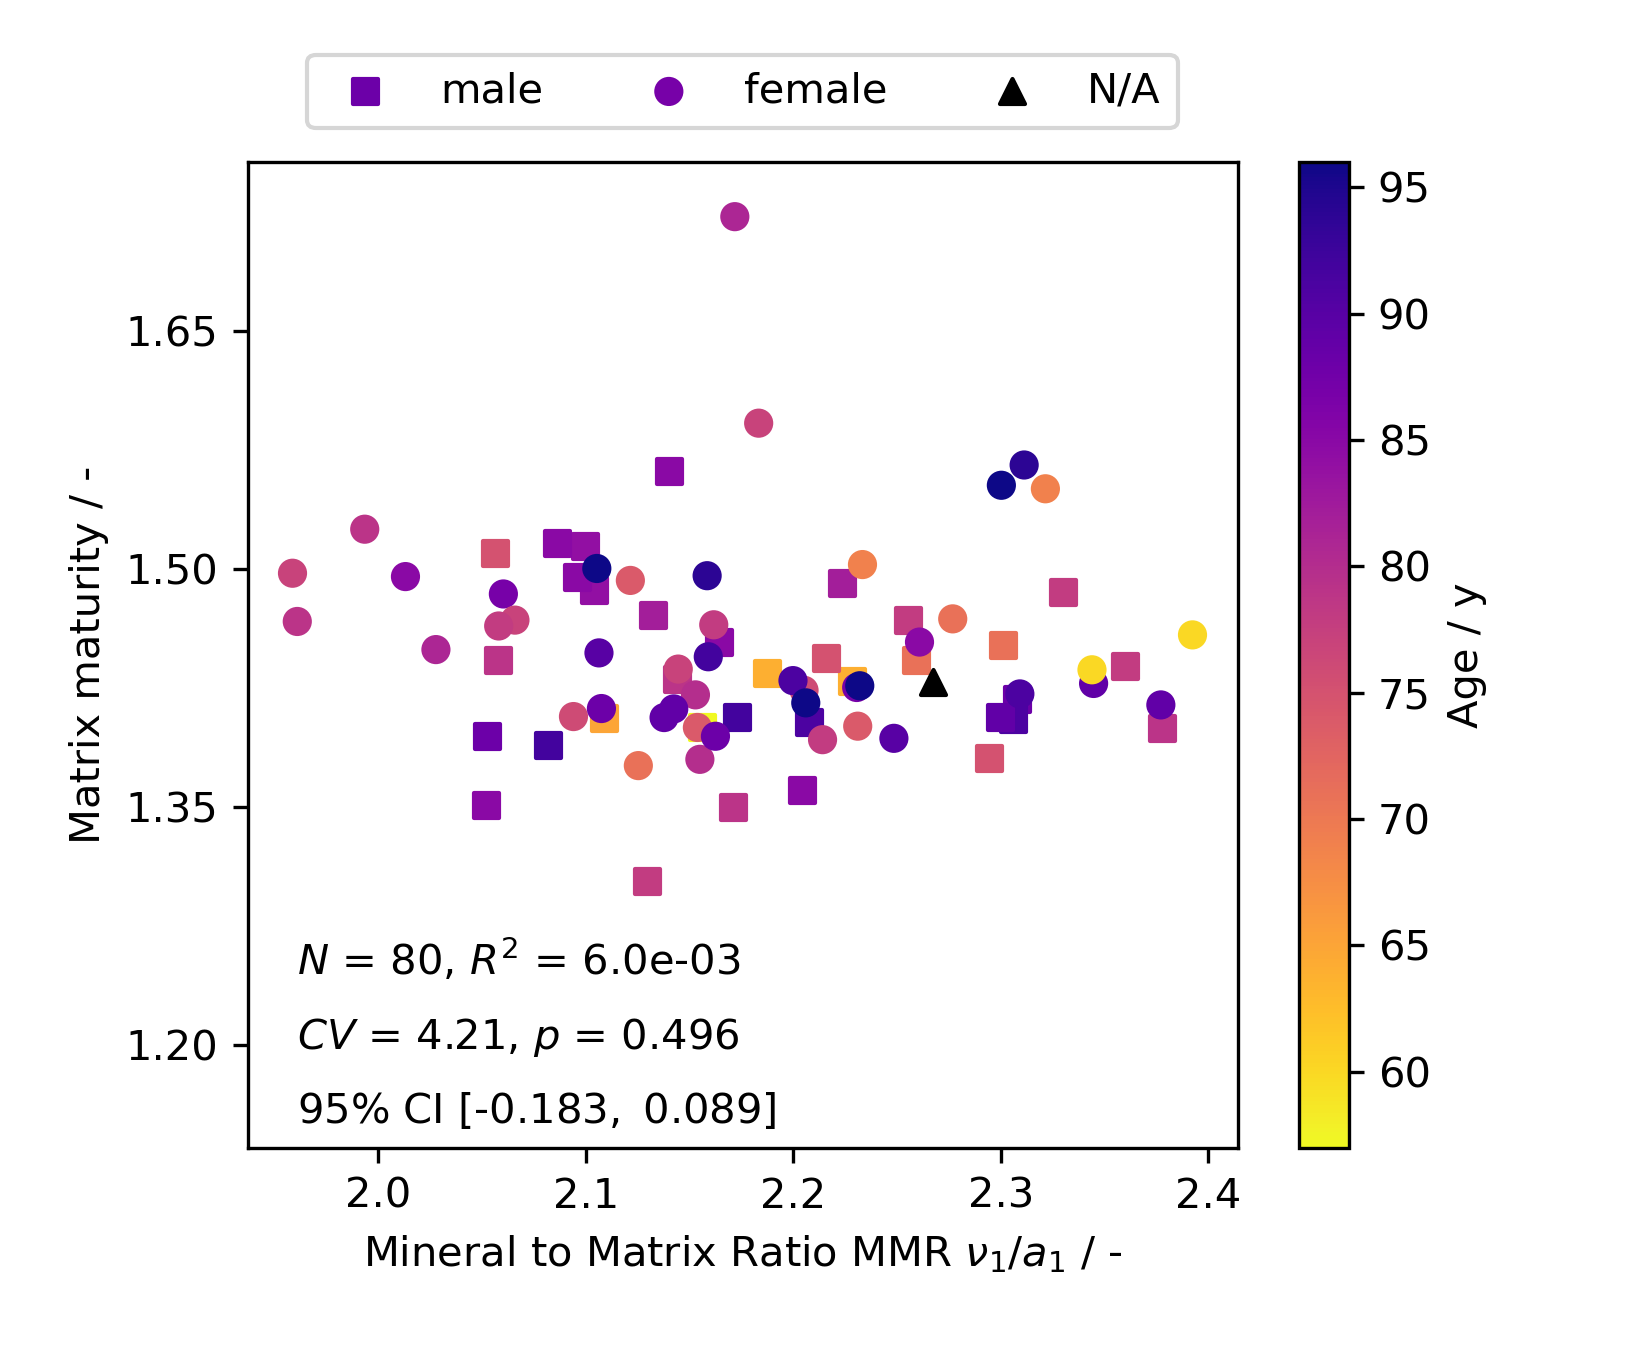 male female N/A
1.65
1.50
1.35
1.20
Matrix maturity / -
N = 80, R² = 6.0e-03
CV = 4.21, p = 0.496
95% CI [-0.183, 0.089]
2.0 2.1 2.2 2.3 2.4
Mineral to Matrix Ratio MMR ν₁/a₁ / -
95
90
85
80
75
70
65
60
Age / y